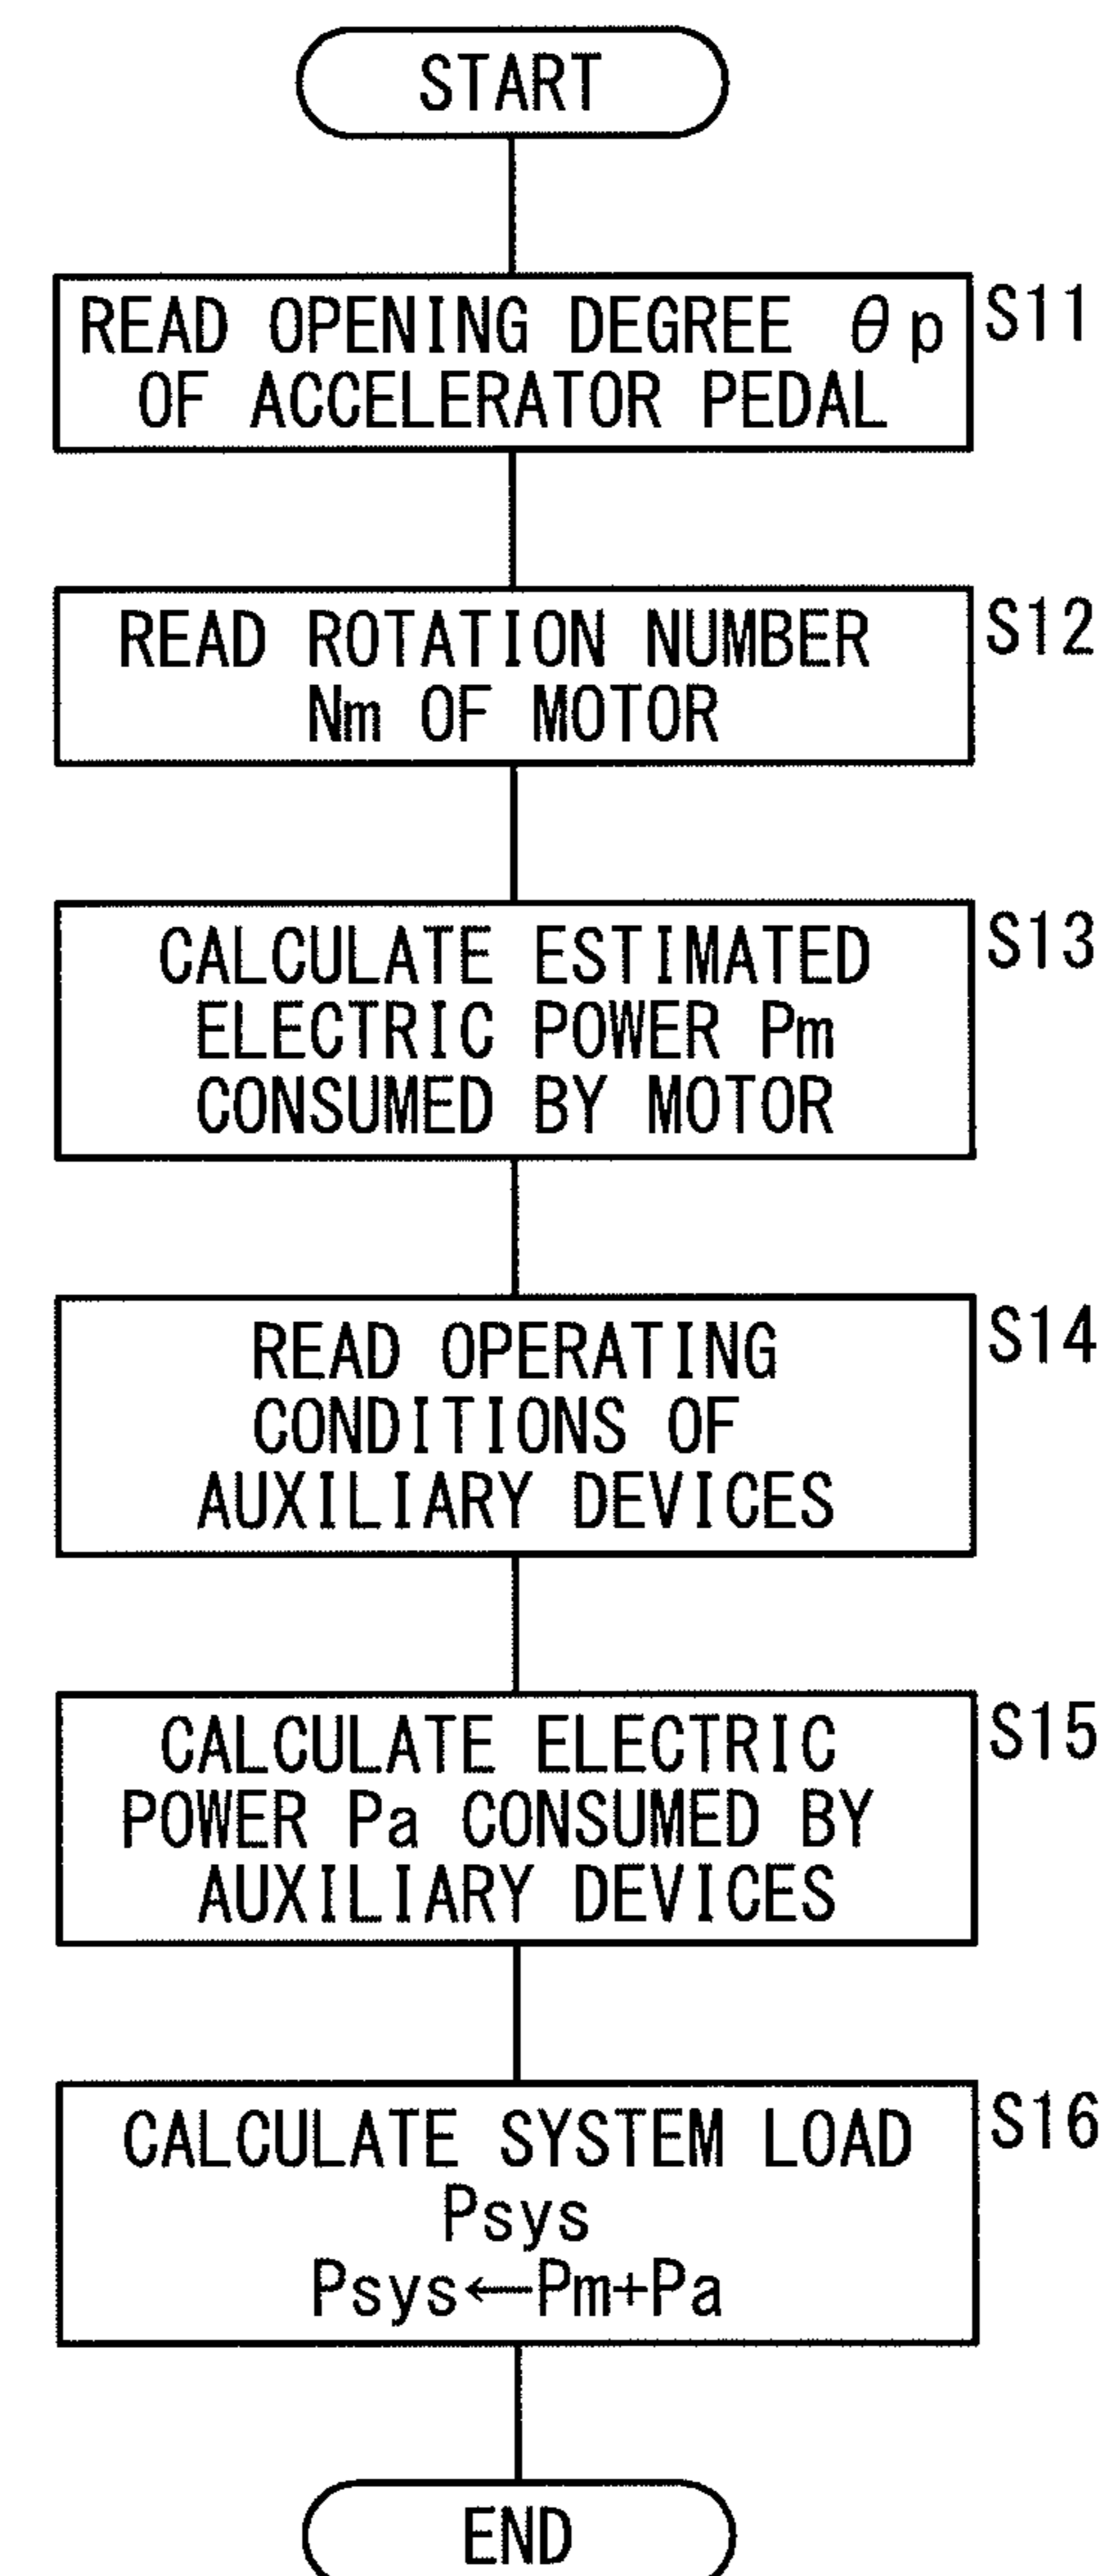 START
READ OPENING DEGREE θp
OF ACCELERATOR PEDAL
S11
READ ROTATION NUMBER
Nm OF MOTOR
S12
CALCULATE ESTIMATED
ELECTRIC POWER Pm
CONSUMED BY MOTOR
S13
READ OPERATING
CONDITIONS OF
AUXILIARY DEVICES
S14
CALCULATE ELECTRIC
POWER Pa CONSUMED BY
AUXILIARY DEVICES
S15
CALCULATE SYSTEM LOAD
Psys
Psys←Pm+Pa
S16
END